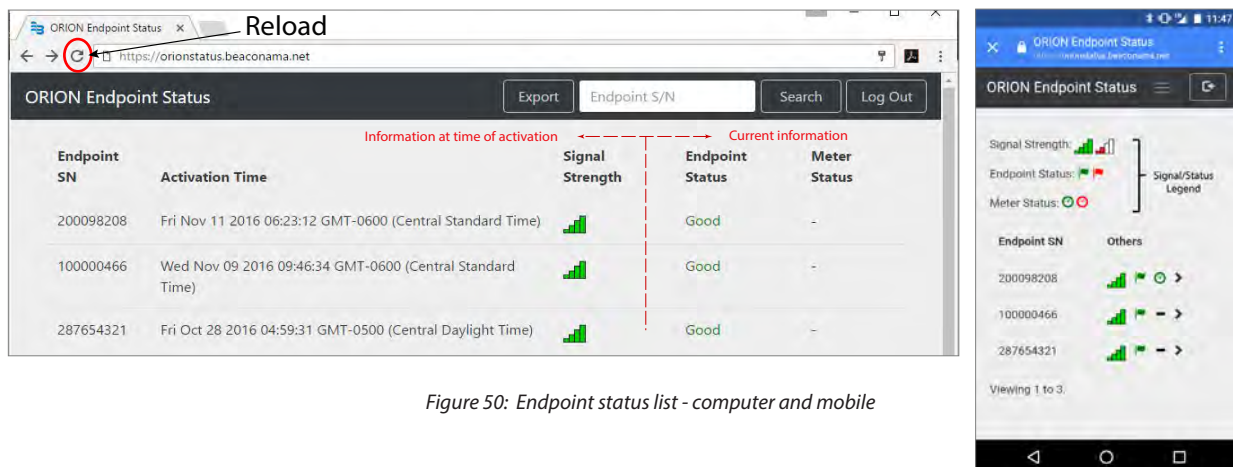 Reload
ORION Endpoint Status ×
https://orionstatus.beaconama.net
ORION Endpoint Status Export Endpoint S/N Search Log Out
Information at time of activation Current information
Endpoint SN Activation Time Signal Strength Endpoint Status Meter Status
200098208 Fri Nov 11 2016 06:23:12 GMT-0600 (Central Standard Time) Good -
100000466 Wed Nov 09 2016 09:46:34 GMT-0600 (Central Standard
Time) Good -
287654321 Fri Oct 28 2016 04:59:31 GMT-0500 (Central Daylight Time) Good -
Figure 50: Endpoint status list - computer and mobile
11:47
ORION Endpoint Status
ORION Endpoint Status
Signal Strength:
Endpoint Status:
Meter Status:
Signal/Status
Legend
Endpoint SN Others
200098208
100000466 -
287654321 -
Viewing 1 to 3.